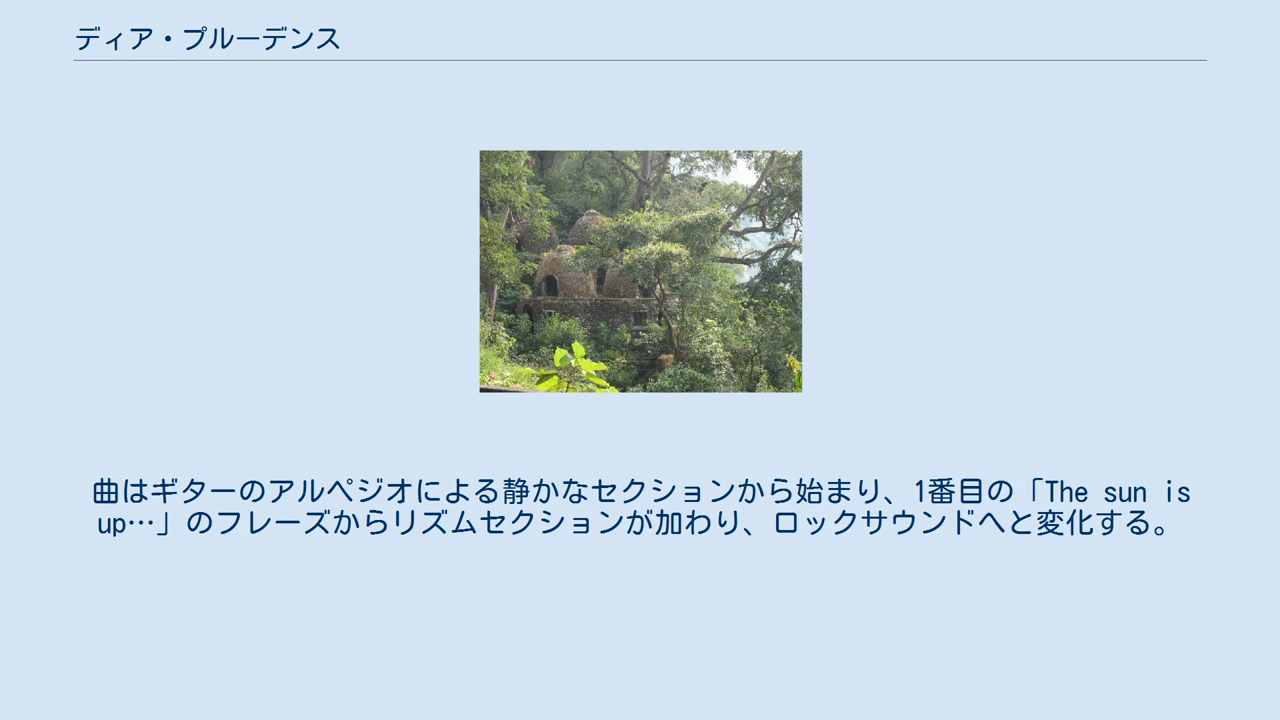 ディア・プルーデンス
曲はギターのアルペジオによる静かなセクションから始まり、1番目の「The sun is
up…」のフレーズからリズムセクションが加わり、ロックサウンドへと変化する。